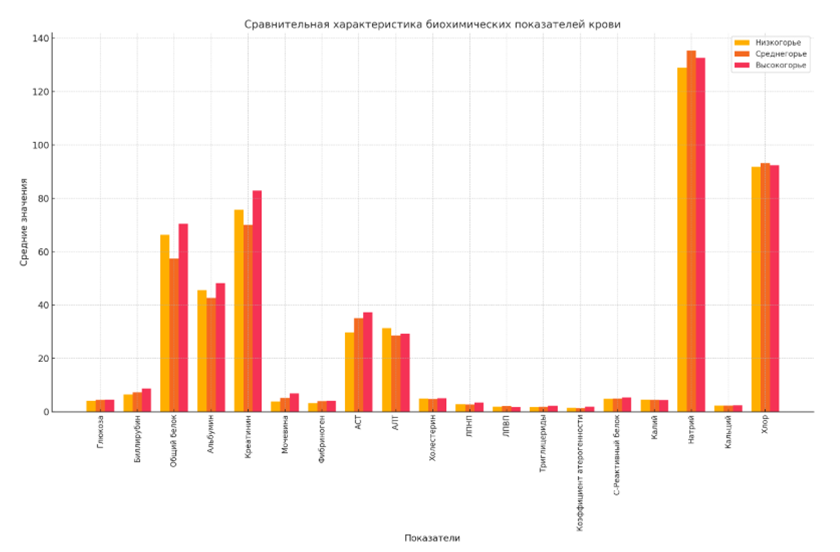 Сравнительная характеристика биохимических показателей крови
Низкогорье
Среднегорье
Высокогорье
Средние значения
140
120
100
80
60
40
20
0
Глюкоза
Биллирубин
Общий белок
Альбумин
Креатинин
Мочевина
Фибриноген
АСТ
АЛТ
Холестерин
ЛПНП
ЛПВП
Триглицериды
Коэффициент атерогенности
С-Реактивный белок
Калий
Натрий
Кальций
Хлор
Показатели